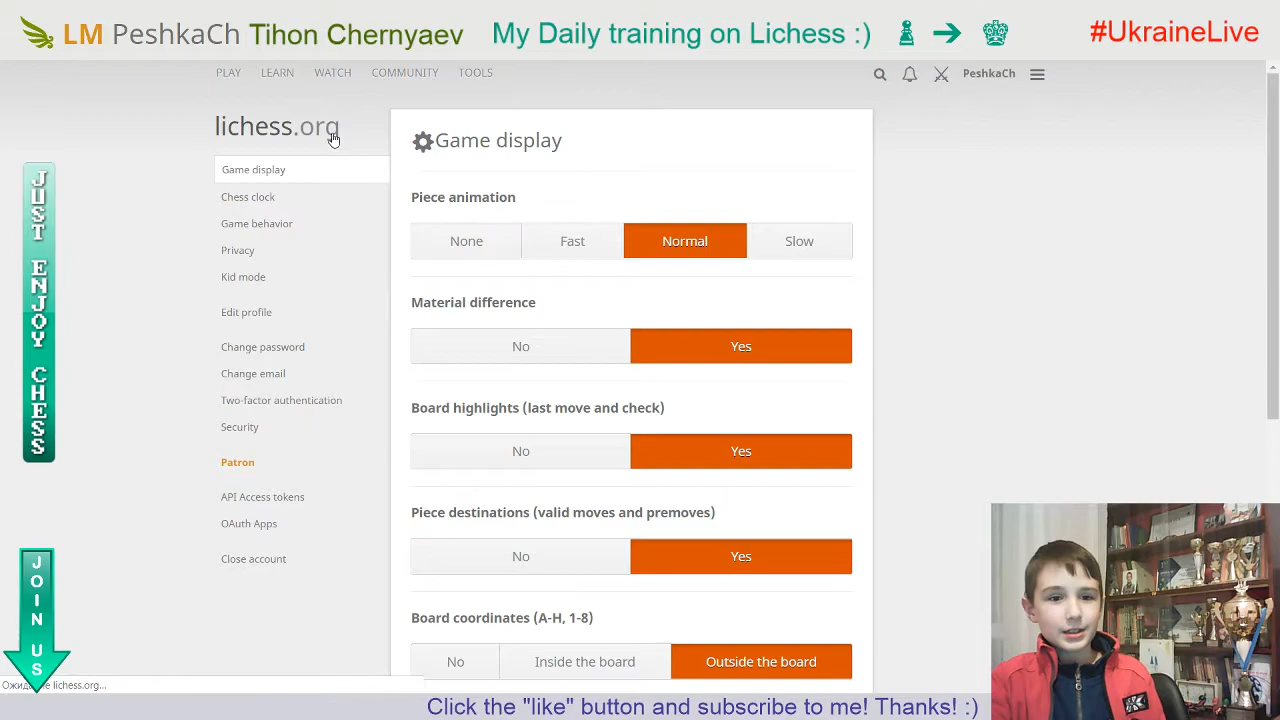 LM PeshkaCh Tihon Chernyaev My Daily training on Lichess :) #UkraineLive
PLAY LEARN WATCH COMMUNITY TOOLS PeshkaCh
lichess.org
Game display
Chess clock
Game behavior
Privacy
Kid mode
Edit profile
Change password
Change email
Two-factor authentication
Security
Patron
API Access tokens
OAuth Apps
Close account
Game display
Piece animation
None Fast Normal Slow
Material difference
No Yes
Board highlights (last move and check)
No Yes
Piece destinations (valid moves and premoves)
No Yes
Board coordinates (A-H, 1-8)
No Inside the board Outside the board
JUST ENJOY CHESS
JOIN US
lichess.org...
Click the "like" button and subscribe to me! Thanks! :)